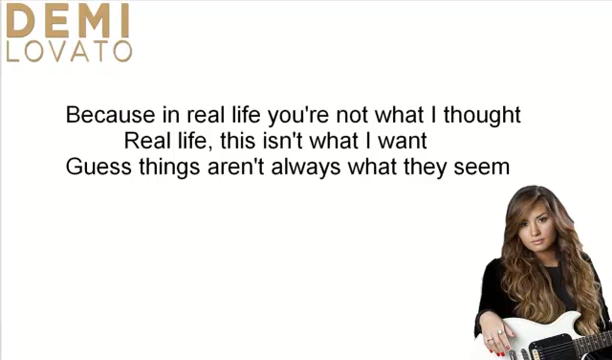 DEMI
LOVATO
Because in real life you're not what I thought
Real life, this isn't what I want
Guess things aren't always what they seem